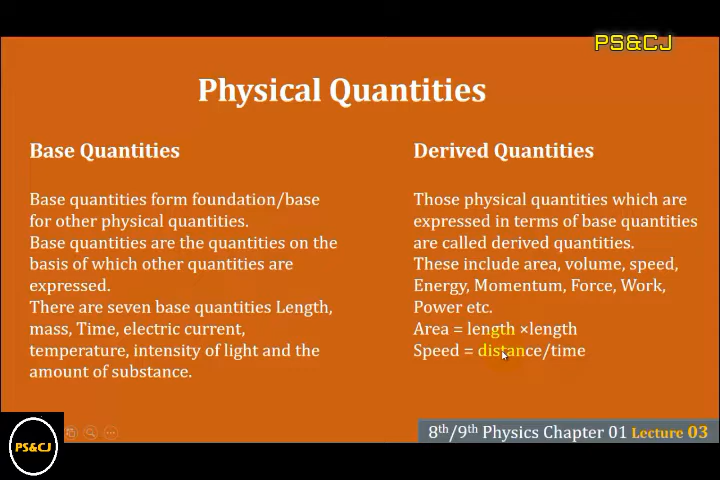 PS&CJ
Physical Quantities
Base Quantities
Base quantities form foundation/base
for other physical quantities.
Base quantities are the quantities on the
basis of which other quantities are
expressed.
There are seven base quantities Length,
mass, Time, electric current,
temperature, intensity of light and the
amount of substance.
Derived Quantities
Those physical quantities which are
expressed in terms of base quantities
are called derived quantities.
These include area, volume, speed,
Energy, Momentum, Force, Work,
Power etc.
Area = length ×length
Speed = distance/time
PS&CJ
8th/9th Physics Chapter 01 Lecture 03